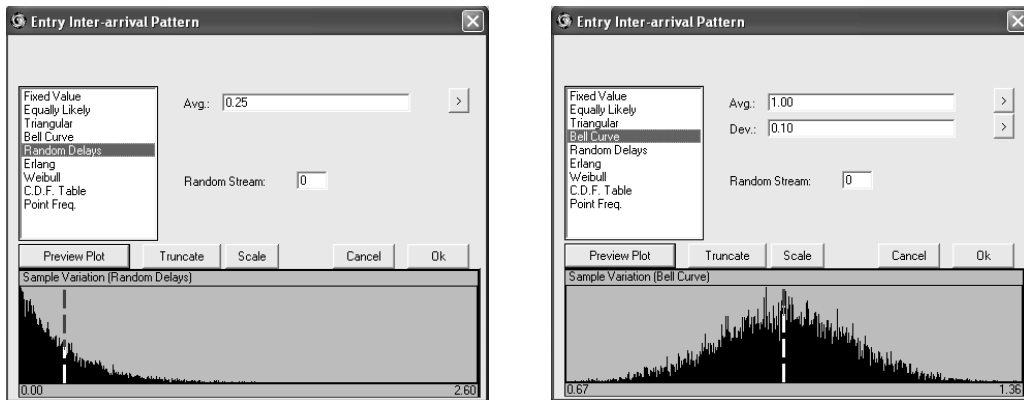 Entry Inter-arrival Pattern
Fixed Value
Equally Likely
Triangular
Bell Curve
Random Delays
Erlang
Weibull
C.D.F. Table
Point Freq.
Avg.: 0.25 >
Random Stream: 0
Preview Plot Truncate Scale Cancel Ok
Sample Variation (Random Delays)
0.00 2.60
Entry Inter-arrival Pattern
Fixed Value
Equally Likely
Triangular
Bell Curve
Random Delays
Erlang
Weibull
C.D.F. Table
Point Freq.
Avg.: 1.00 >
Dev.: 0.10 >
Random Stream: 0
Preview Plot Truncate Scale Cancel Ok
Sample Variation (Bell Curve)
0.67 1.36